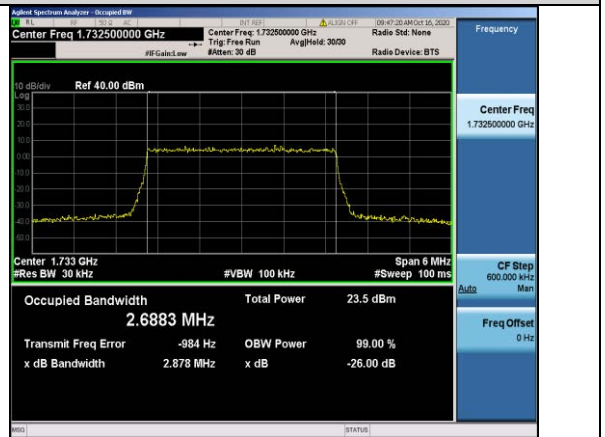 Agilent Spectrum Analyzer - Occupied BW
RL RF 50 Ω AC INT REF ALIGN OFF 09:47:20 AM Oct 16, 2020
Center Freq 1.732500000 GHz Center Freq: 1.732500000 GHz Radio Std: None Frequency
Trig: Free Run Avg|Hold: 30/30
#IFGain:Low #Atten: 30 dB Radio Device: BTS
10 dB/div Ref 40.00 dBm
Log
30.0
20.0
10.0
0.00
-10.0
-20.0
-30.0
-40.0
-50.0
Center Freq
1.732500000 GHz
Center 1.733 GHz Span 6 MHz
#Res BW 30 kHz #VBW 100 kHz #Sweep 100 ms
CF Step
600.000 kHz
Auto Man
Occupied Bandwidth Total Power 23.5 dBm
2.6883 MHz
Transmit Freq Error -984 Hz OBW Power 99.00 %
x dB Bandwidth 2.878 MHz x dB -26.00 dB
Freq Offset
0 Hz
MSG STATUS